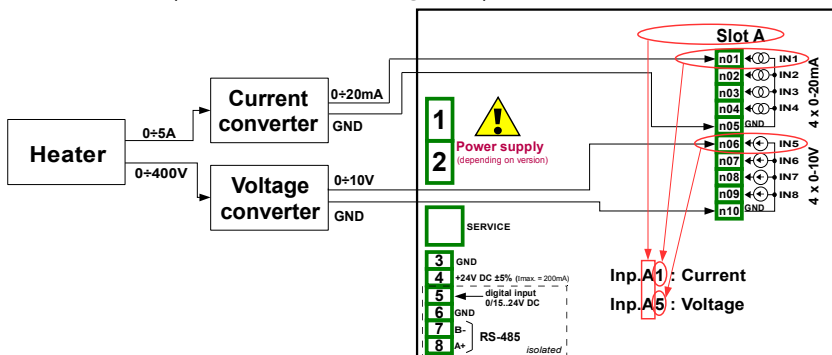 Slot A
n01 IN1
n02 IN2
n03 IN3
n04 IN4
n05 GND
4 x 0-20mA
n06 IN5
n07 IN6
n08 IN7
n09 IN8
n10 GND
4 x 0-10V
Heater
0÷5A
0÷400V
Current
converter
0÷20mA
GND
Voltage
converter
0÷10V
GND
1
2
Power supply
(depending on version)
SERVICE
3 GND
4 +24V DC ±5% (Imax. = 200mA)
5 digital input
0/15..24V DC
6 GND
7 B-
8 A+
RS-485
isolated
Inp.A1 : Current
Inp.A5 : Voltage